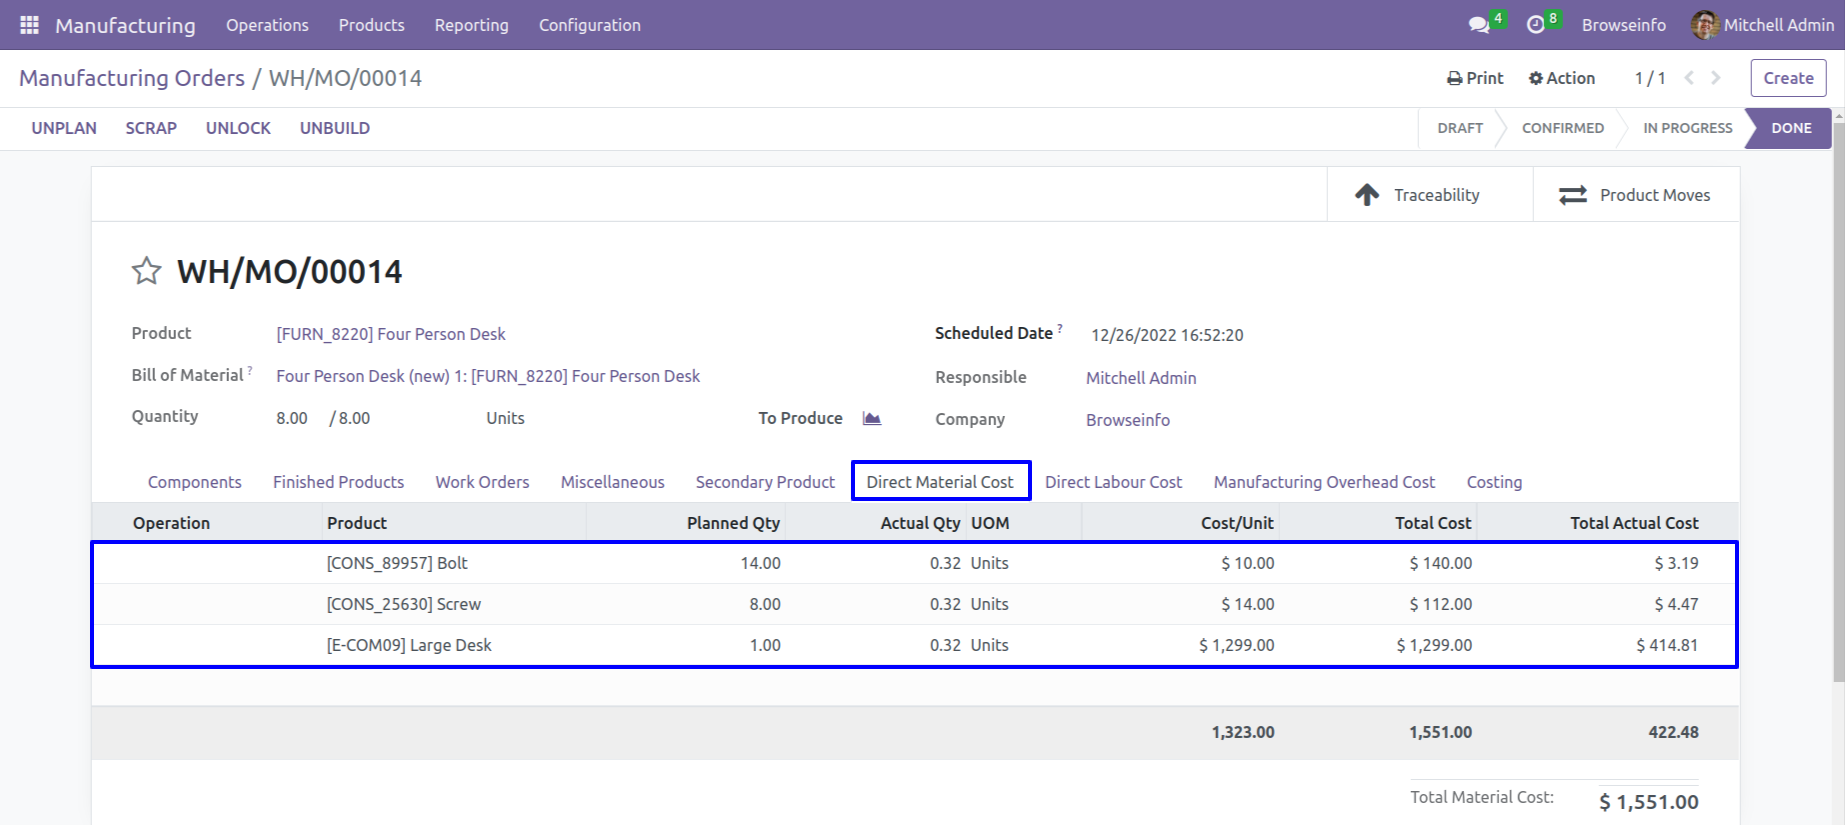 Manufacturing Operations Products Reporting Configuration 4 8 Browseinfo Mitchell Admin
Manufacturing Orders / WH/MO/00014 Print Action 1 / 1 Create
UNPLAN SCRAP UNLOCK UNBUILD DRAFT CONFIRMED IN PROGRESS DONE
Traceability Product Moves
WH/MO/00014
Product [FURN_8220] Four Person Desk Scheduled Date ? 12/26/2022 16:52:20
Bill of Material ? Four Person Desk (new) 1: [FURN_8220] Four Person Desk Responsible Mitchell Admin
Quantity 8.00 / 8.00 Units To Produce Company Browseinfo
Components Finished Products Work Orders Miscellaneous Secondary Product Direct Material Cost Direct Labour Cost Manufacturing Overhead Cost Costing
Operation Product Planned Qty Actual Qty UOM Cost/Unit Total Cost Total Actual Cost
[CONS_89957] Bolt 14.00 0.32 Units $ 10.00 $ 140.00 $ 3.19
[CONS_25630] Screw 8.00 0.32 Units $ 14.00 $ 112.00 $ 4.47
[E-COM09] Large Desk 1.00 0.32 Units $ 1,299.00 $ 1,299.00 $ 414.81
1,323.00 1,551.00 422.48
Total Material Cost: $ 1,551.00